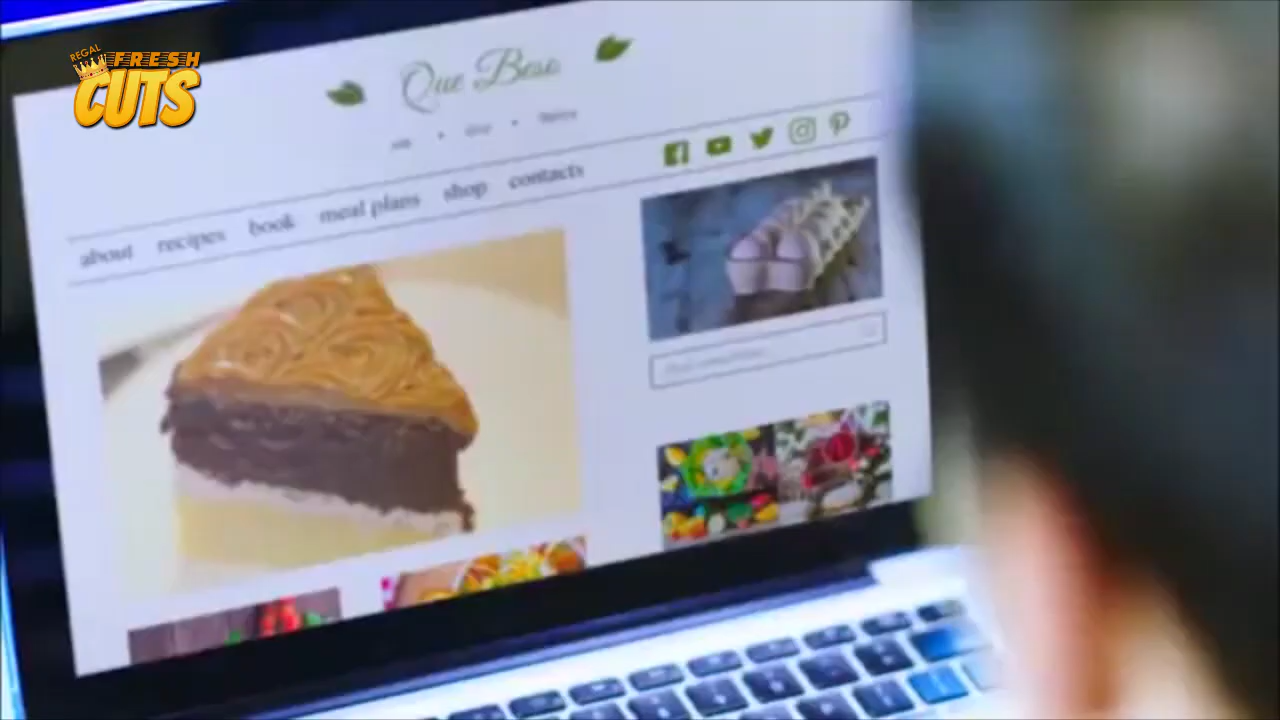 REGAL
FRESH
CUTS
Que Beso
about recipes book meal plans shop contacts